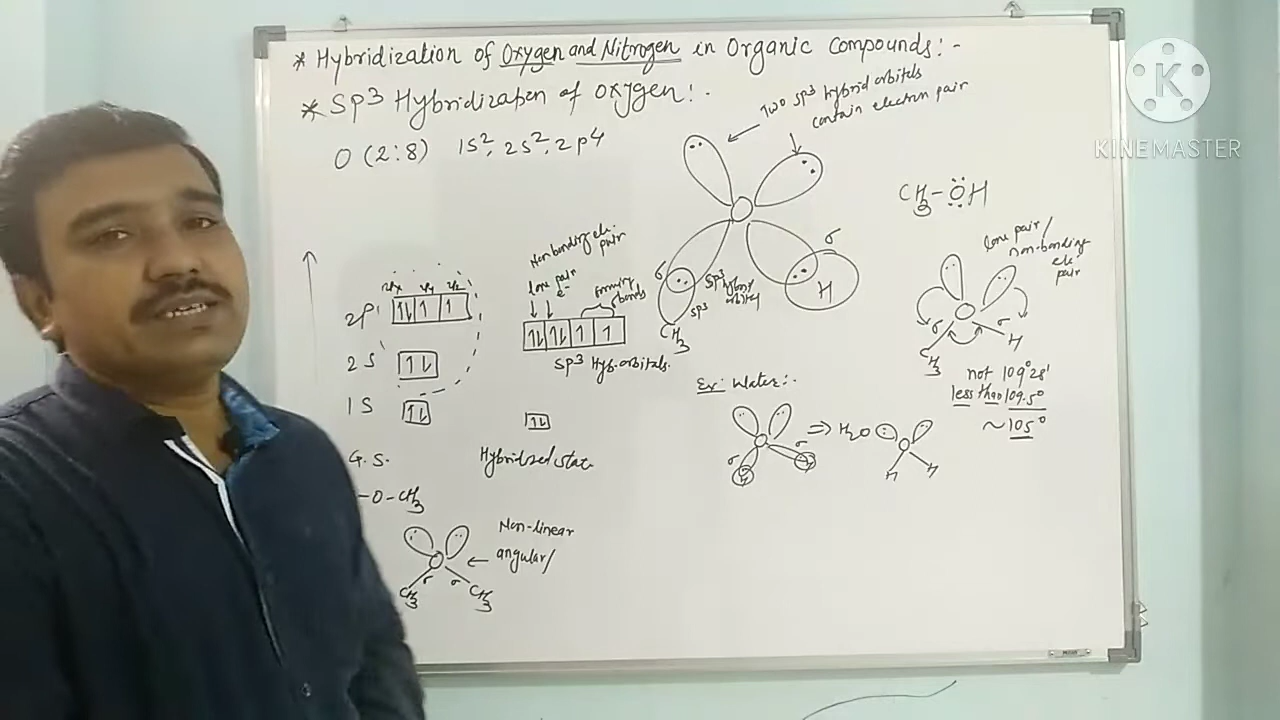 * Hybridization of Oxygen and Nitrogen in Organic Compounds:-
* SP³ Hybridization of Oxygen:-
O (2:8) 1S², 2S², 2P⁴
Two SP³ hybrid orbitals
contain electron pair
K
KINEMASTER
CH₃-ÖH
lone pair/
non-bonding
ele.
pair
Non bonding ele.
pair
lone pair
e⁻
forming
bonds
2P
2S
1S
SP³ Hyb. orbitals.
G.S.
Hybridized state
σ
σ
SP³ hybrid
orbital
SP³
CH₃
H
σ
σ
CH₃
H
not 109°28'
less than 109.5°
~105°
Ex: Water:-
σ
σ
H
H
⇒ H₂O
H
H
-O-CH₃
Non-linear
angular/
σ
σ
CH₃
CH₃